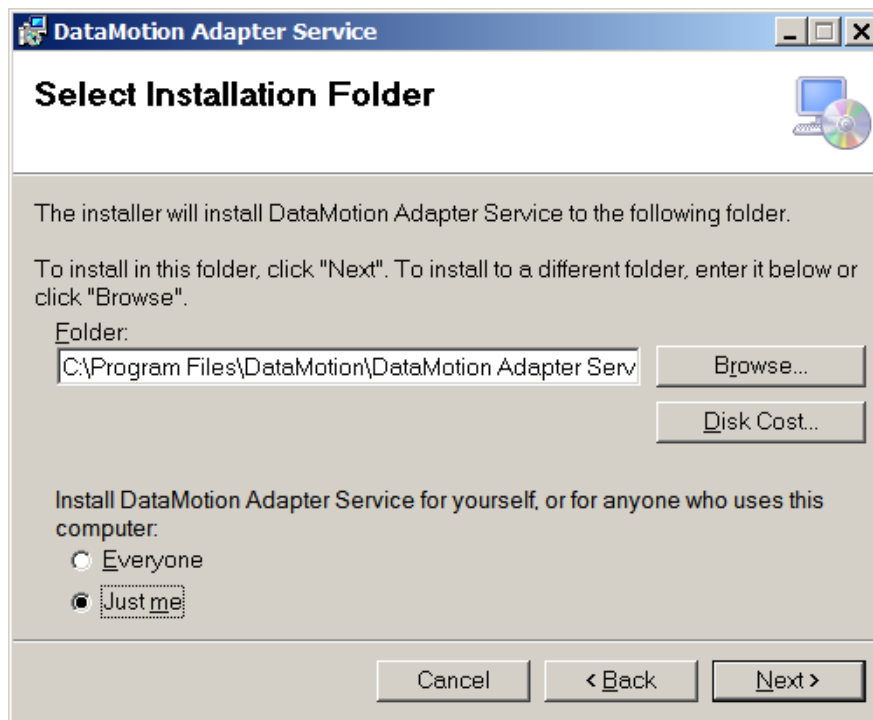 DataMotion Adapter Service
Select Installation Folder
The installer will install DataMotion Adapter Service to the following folder.
To install in this folder, click "Next". To install to a different folder, enter it below or
click "Browse".
Folder:
C:\Program Files\DataMotion\DataMotion Adapter Serv
Browse...
Disk Cost...
Install DataMotion Adapter Service for yourself, or for anyone who uses this
computer:
Everyone
Just me
Cancel
< Back
Next >